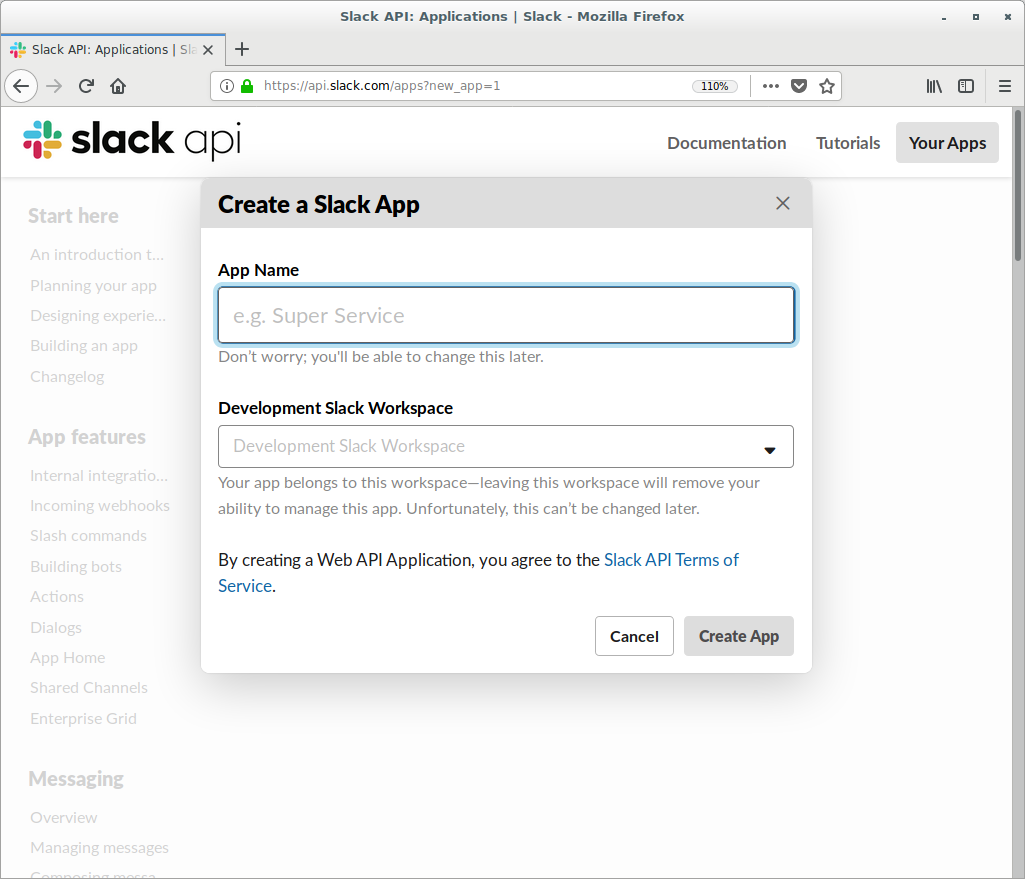 Slack API: Applications | Slack - Mozilla Firefox
Slack API: Applications | Sla
https://api.slack.com/apps?new_app=1
110%
slack api
Documentation
Tutorials
Your Apps
Create a Slack App
App Name
e.g. Super Service
Don't worry; you'll be able to change this later.
Development Slack Workspace
Development Slack Workspace
Your app belongs to this workspace—leaving this workspace will remove your
ability to manage this app. Unfortunately, this can't be changed later.
By creating a Web API Application, you agree to the Slack API Terms of
Service.
Cancel
Create App
Start here
An introduction t...
Planning your app
Designing experie...
Building an app
Changelog
App features
Internal integratio...
Incoming webhooks
Slash commands
Building bots
Actions
Dialogs
App Home
Shared Channels
Enterprise Grid
Messaging
Overview
Managing messages
Composing messa...